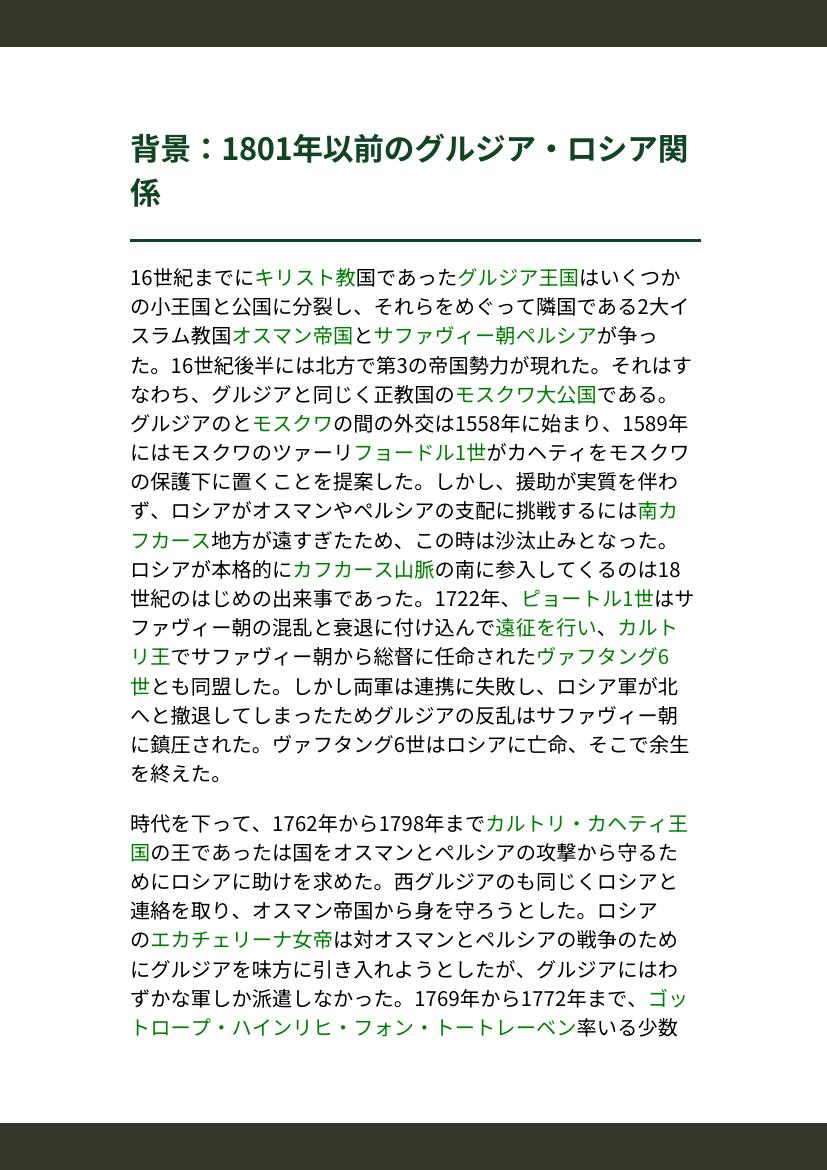 背景：1801年以前のグルジア・ロシア関
係
16世紀までにキリスト教国であったグルジア王国はいくつか
の小王国と公国に分裂し、それらをめぐって隣国である2大イ
スラム教国オスマン帝国とサファヴィー朝ペルシアが争っ
た。16世紀後半には北方で第3の帝国勢力が現れた。それはす
なわち、グルジアと同じく正教国のモスクワ大公国である。
グルジアのとモスクワの間の外交は1558年に始まり、1589年
にはモスクワのツァーリフョードル1世がカヘティをモスクワ
の保護下に置くことを提案した。しかし、援助が実質を伴わ
ず、ロシアがオスマンやペルシアの支配に挑戦するには南カ
フカース地方が遠すぎたため、この時は沙汰止みとなった。
ロシアが本格的にカフカース山脈の南に参入してくるのは18
世紀のはじめの出来事であった。1722年、ピョートル1世はサ
ファヴィー朝の混乱と衰退に付け込んで遠征を行い、カルト
リ王でサファヴィー朝から総督に任命されたヴァフタング6
世とも同盟した。しかし両軍は連携に失敗し、ロシア軍が北
へと撤退してしまったためグルジアの反乱はサファヴィー朝
に鎮圧された。ヴァフタング6世はロシアに亡命、そこで余生
を終えた。
時代を下って、1762年から1798年までカルトリ・カヘティ王
国の王であったは国をオスマンとペルシアの攻撃から守るた
めにロシアに助けを求めた。西グルジアのも同じくロシアと
連絡を取り、オスマン帝国から身を守ろうとした。ロシア
のエカチェリーナ女帝は対オスマンとペルシアの戦争のため
にグルジアを味方に引き入れようとしたが、グルジアにはわ
ずかな軍しか派遣しなかった。1769年から1772年まで、ゴッ
トロープ・ハインリヒ・フォン・トートレーベン率いる少数